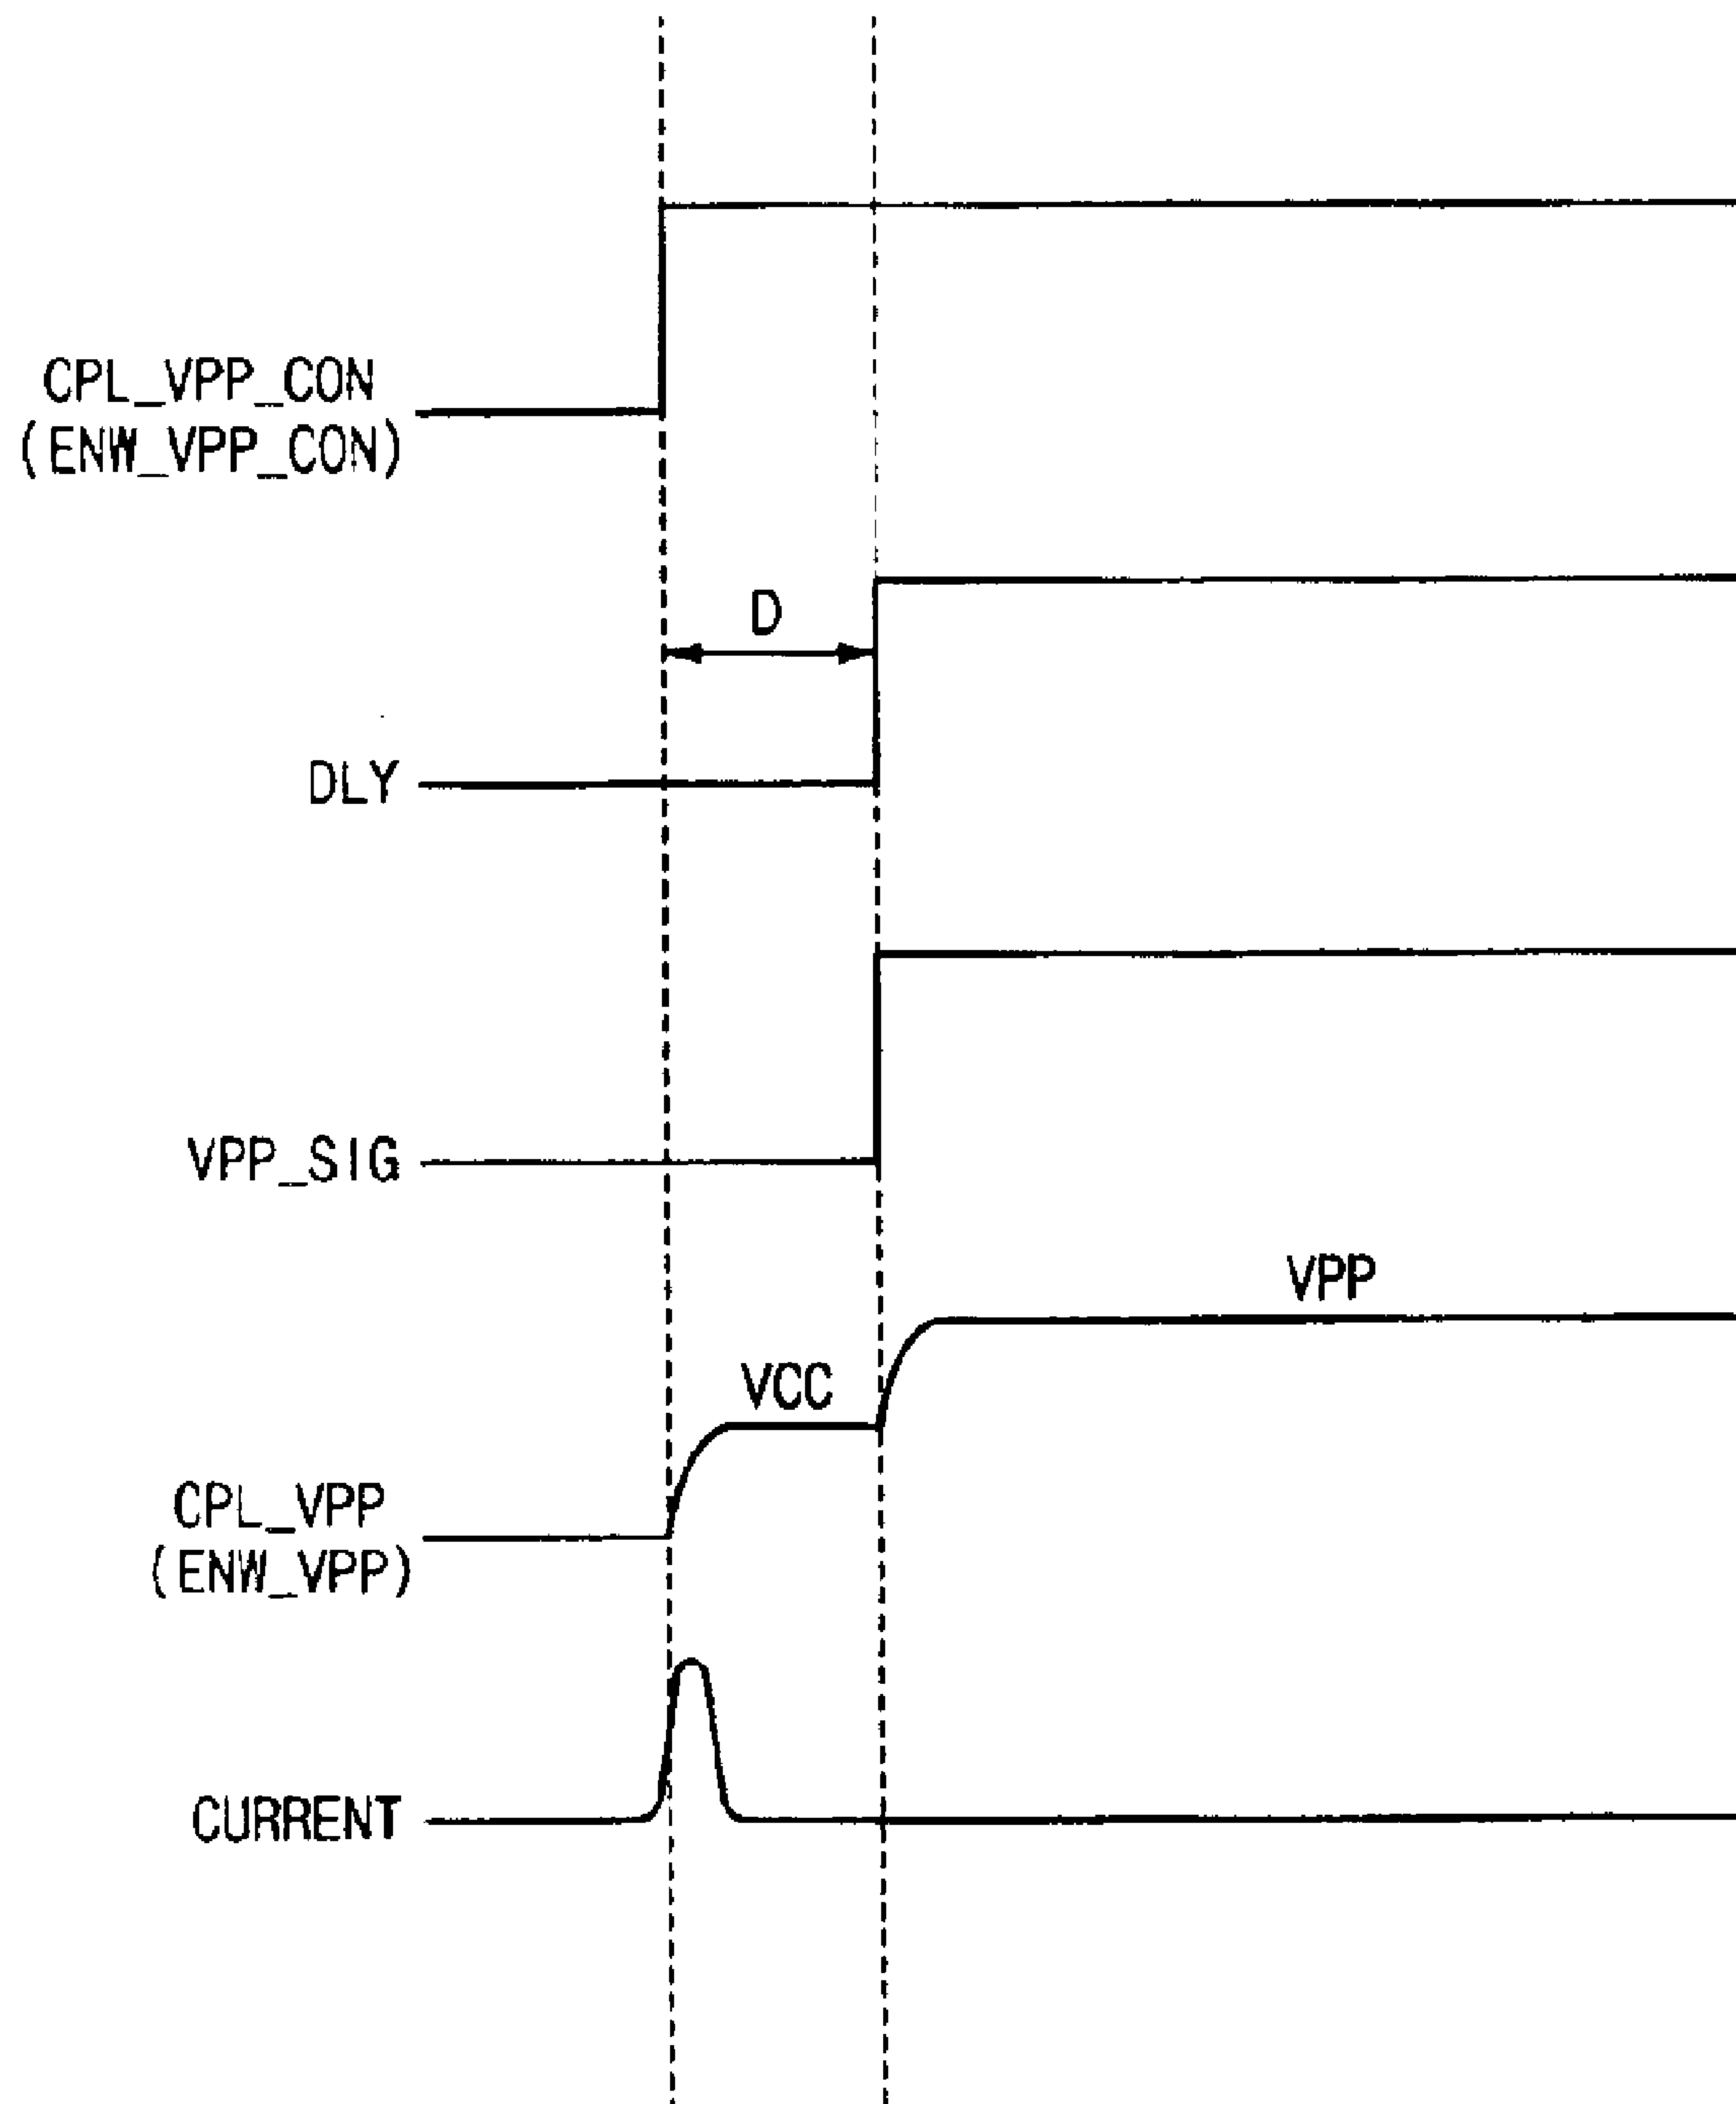 CPL_VPP_CON
(ENW_VPP_CON)
D
DLY
VPP_SIG
VPP
VCC
CPL_VPP
(ENW_VPP)
CURRENT